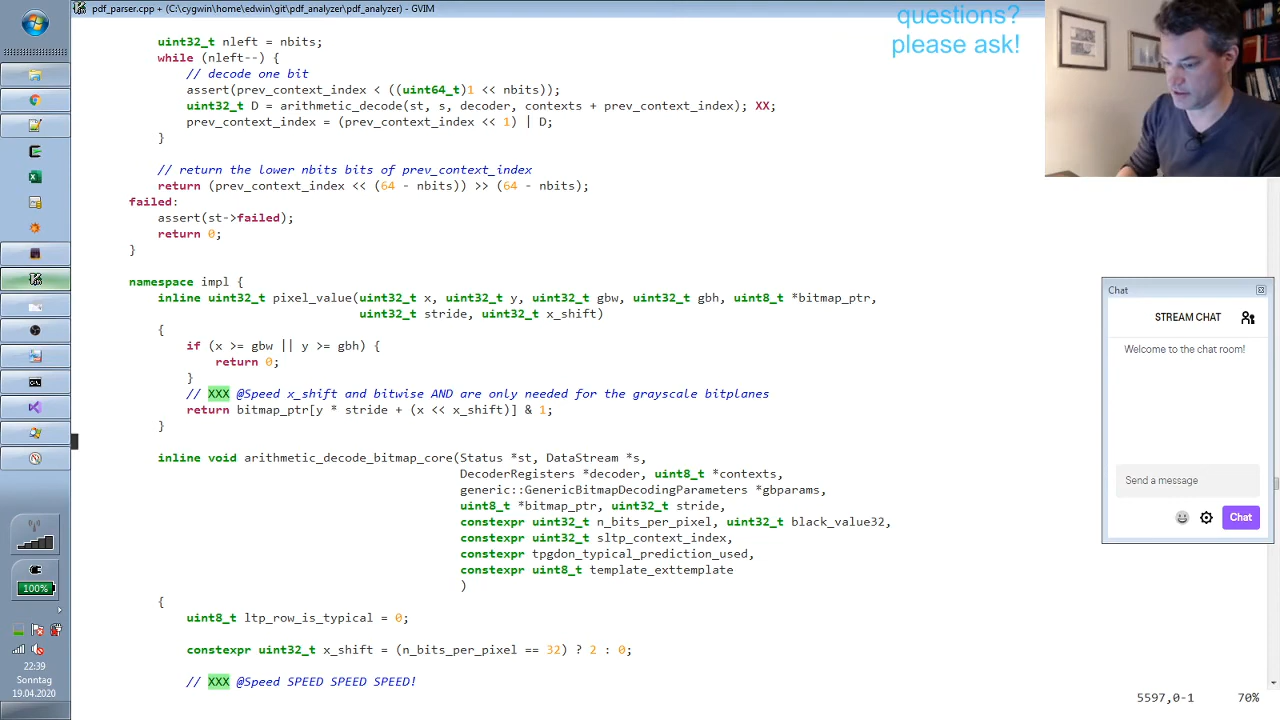 pdf_parser.cpp + (C:\cygwin\home\edwin\git\pdf_analyzer\pdf_analyzer) - GVIM
questions?
please ask!
uint32_t nleft = nbits;
while (nleft--) {
// decode one bit
assert(prev_context_index < ((uint64_t)1 << nbits));
uint32_t D = arithmetic_decode(st, s, decoder, contexts + prev_context_index); XX;
prev_context_index = (prev_context_index << 1) | D;
}
// return the lower nbits bits of prev_context_index
return (prev_context_index << (64 - nbits)) >> (64 - nbits);
failed:
assert(st->failed);
return 0;
}
namespace impl {
inline uint32_t pixel_value(uint32_t x, uint32_t y, uint32_t gbw, uint32_t gbh, uint8_t *bitmap_ptr,
uint32_t stride, uint32_t x_shift)
{
if (x >= gbw || y >= gbh) {
return 0;
}
// XXX @Speed x_shift and bitwise AND are only needed for the grayscale bitplanes
return bitmap_ptr[y * stride + (x << x_shift)] & 1;
}
inline void arithmetic_decode_bitmap_core(Status *st, DataStream *s,
DecoderRegisters *decoder, uint8_t *contexts,
generic::GenericBitmapDecodingParameters *gbparams,
uint8_t *bitmap_ptr, uint32_t stride,
constexpr uint32_t n_bits_per_pixel, uint32_t black_value32,
constexpr uint32_t sltp_context_index,
constexpr tpgdon_typical_prediction_used,
constexpr uint8_t template_exttemplate
)
{
uint8_t ltp_row_is_typical = 0;
constexpr uint32_t x_shift = (n_bits_per_pixel == 32) ? 2 : 0;
// XXX @Speed SPEED SPEED SPEED!
5597,0-1 70%
Chat
STREAM CHAT
Welcome to the chat room!
Send a message
Chat
100%
22:39
Sonntag
19.04.2020